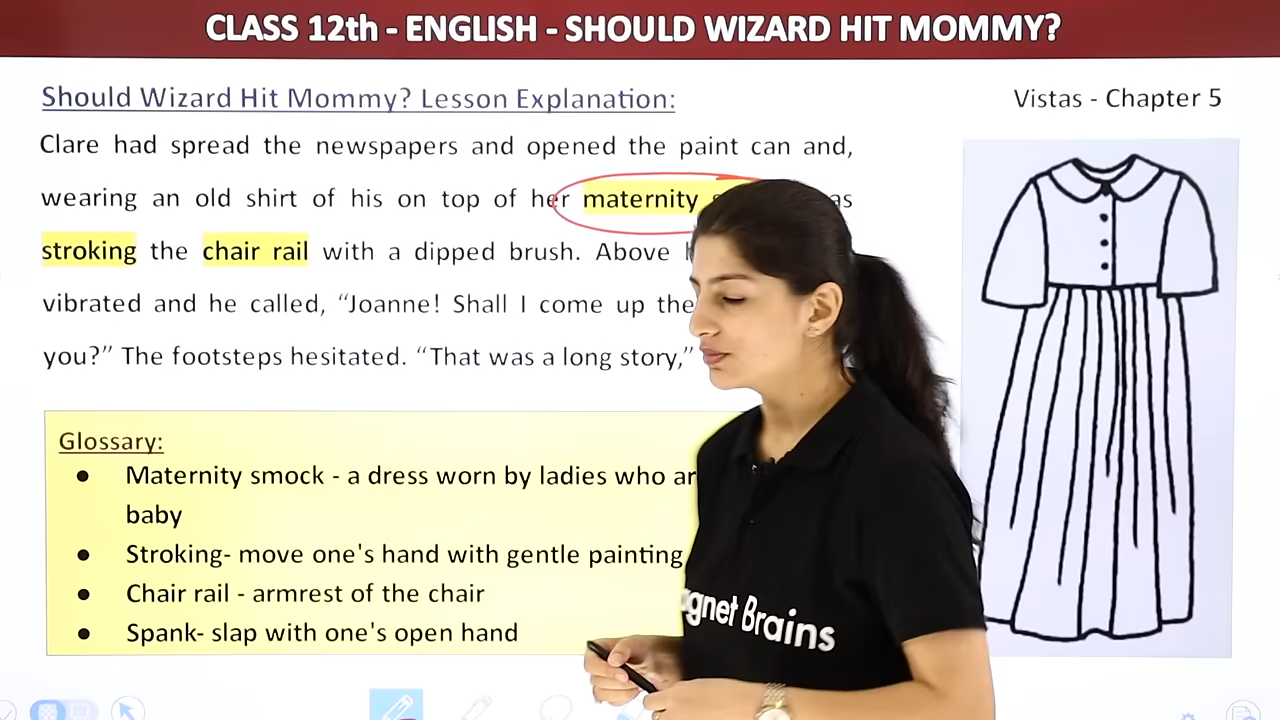 CLASS 12th - ENGLISH - SHOULD WIZARD HIT MOMMY?
Should Wizard Hit Mommy? Lesson Explanation:
Vistas - Chapter 5
Clare had spread the newspapers and opened the paint can and,
wearing an old shirt of his on top of her maternity
stroking the chair rail with a dipped brush. Above
vibrated and he called, “Joanne! Shall I come up
you?” The footsteps hesitated. “That was a long story,”
Glossary:
● Maternity smock - a dress worn by ladies who
baby
● Stroking- move one's hand with gentle painting
● Chair rail - armrest of the chair
● Spank- slap with one's open hand
Brains